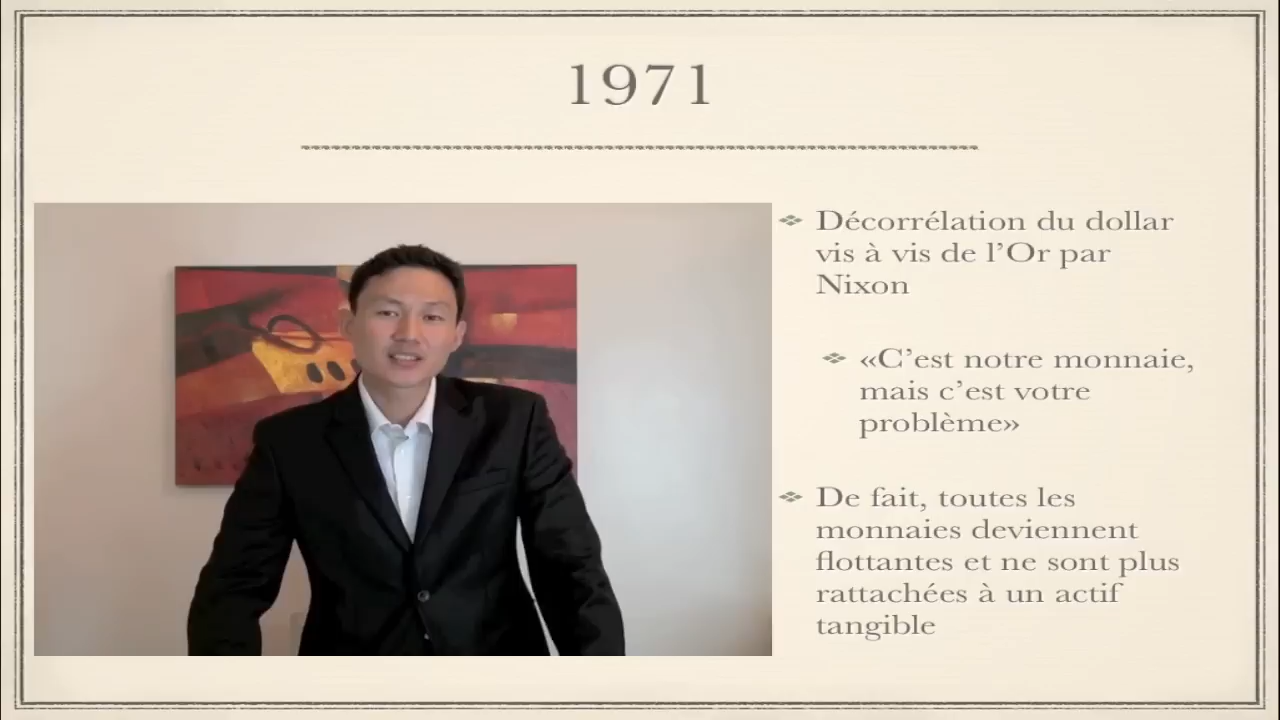 1971
Décorrélation du dollar
vis à vis de l’Or par
Nixon
«C’est notre monnaie,
mais c’est votre
problème»
De fait, toutes les
monnaies deviennent
flottantes et ne sont plus
rattachées à un actif
tangible